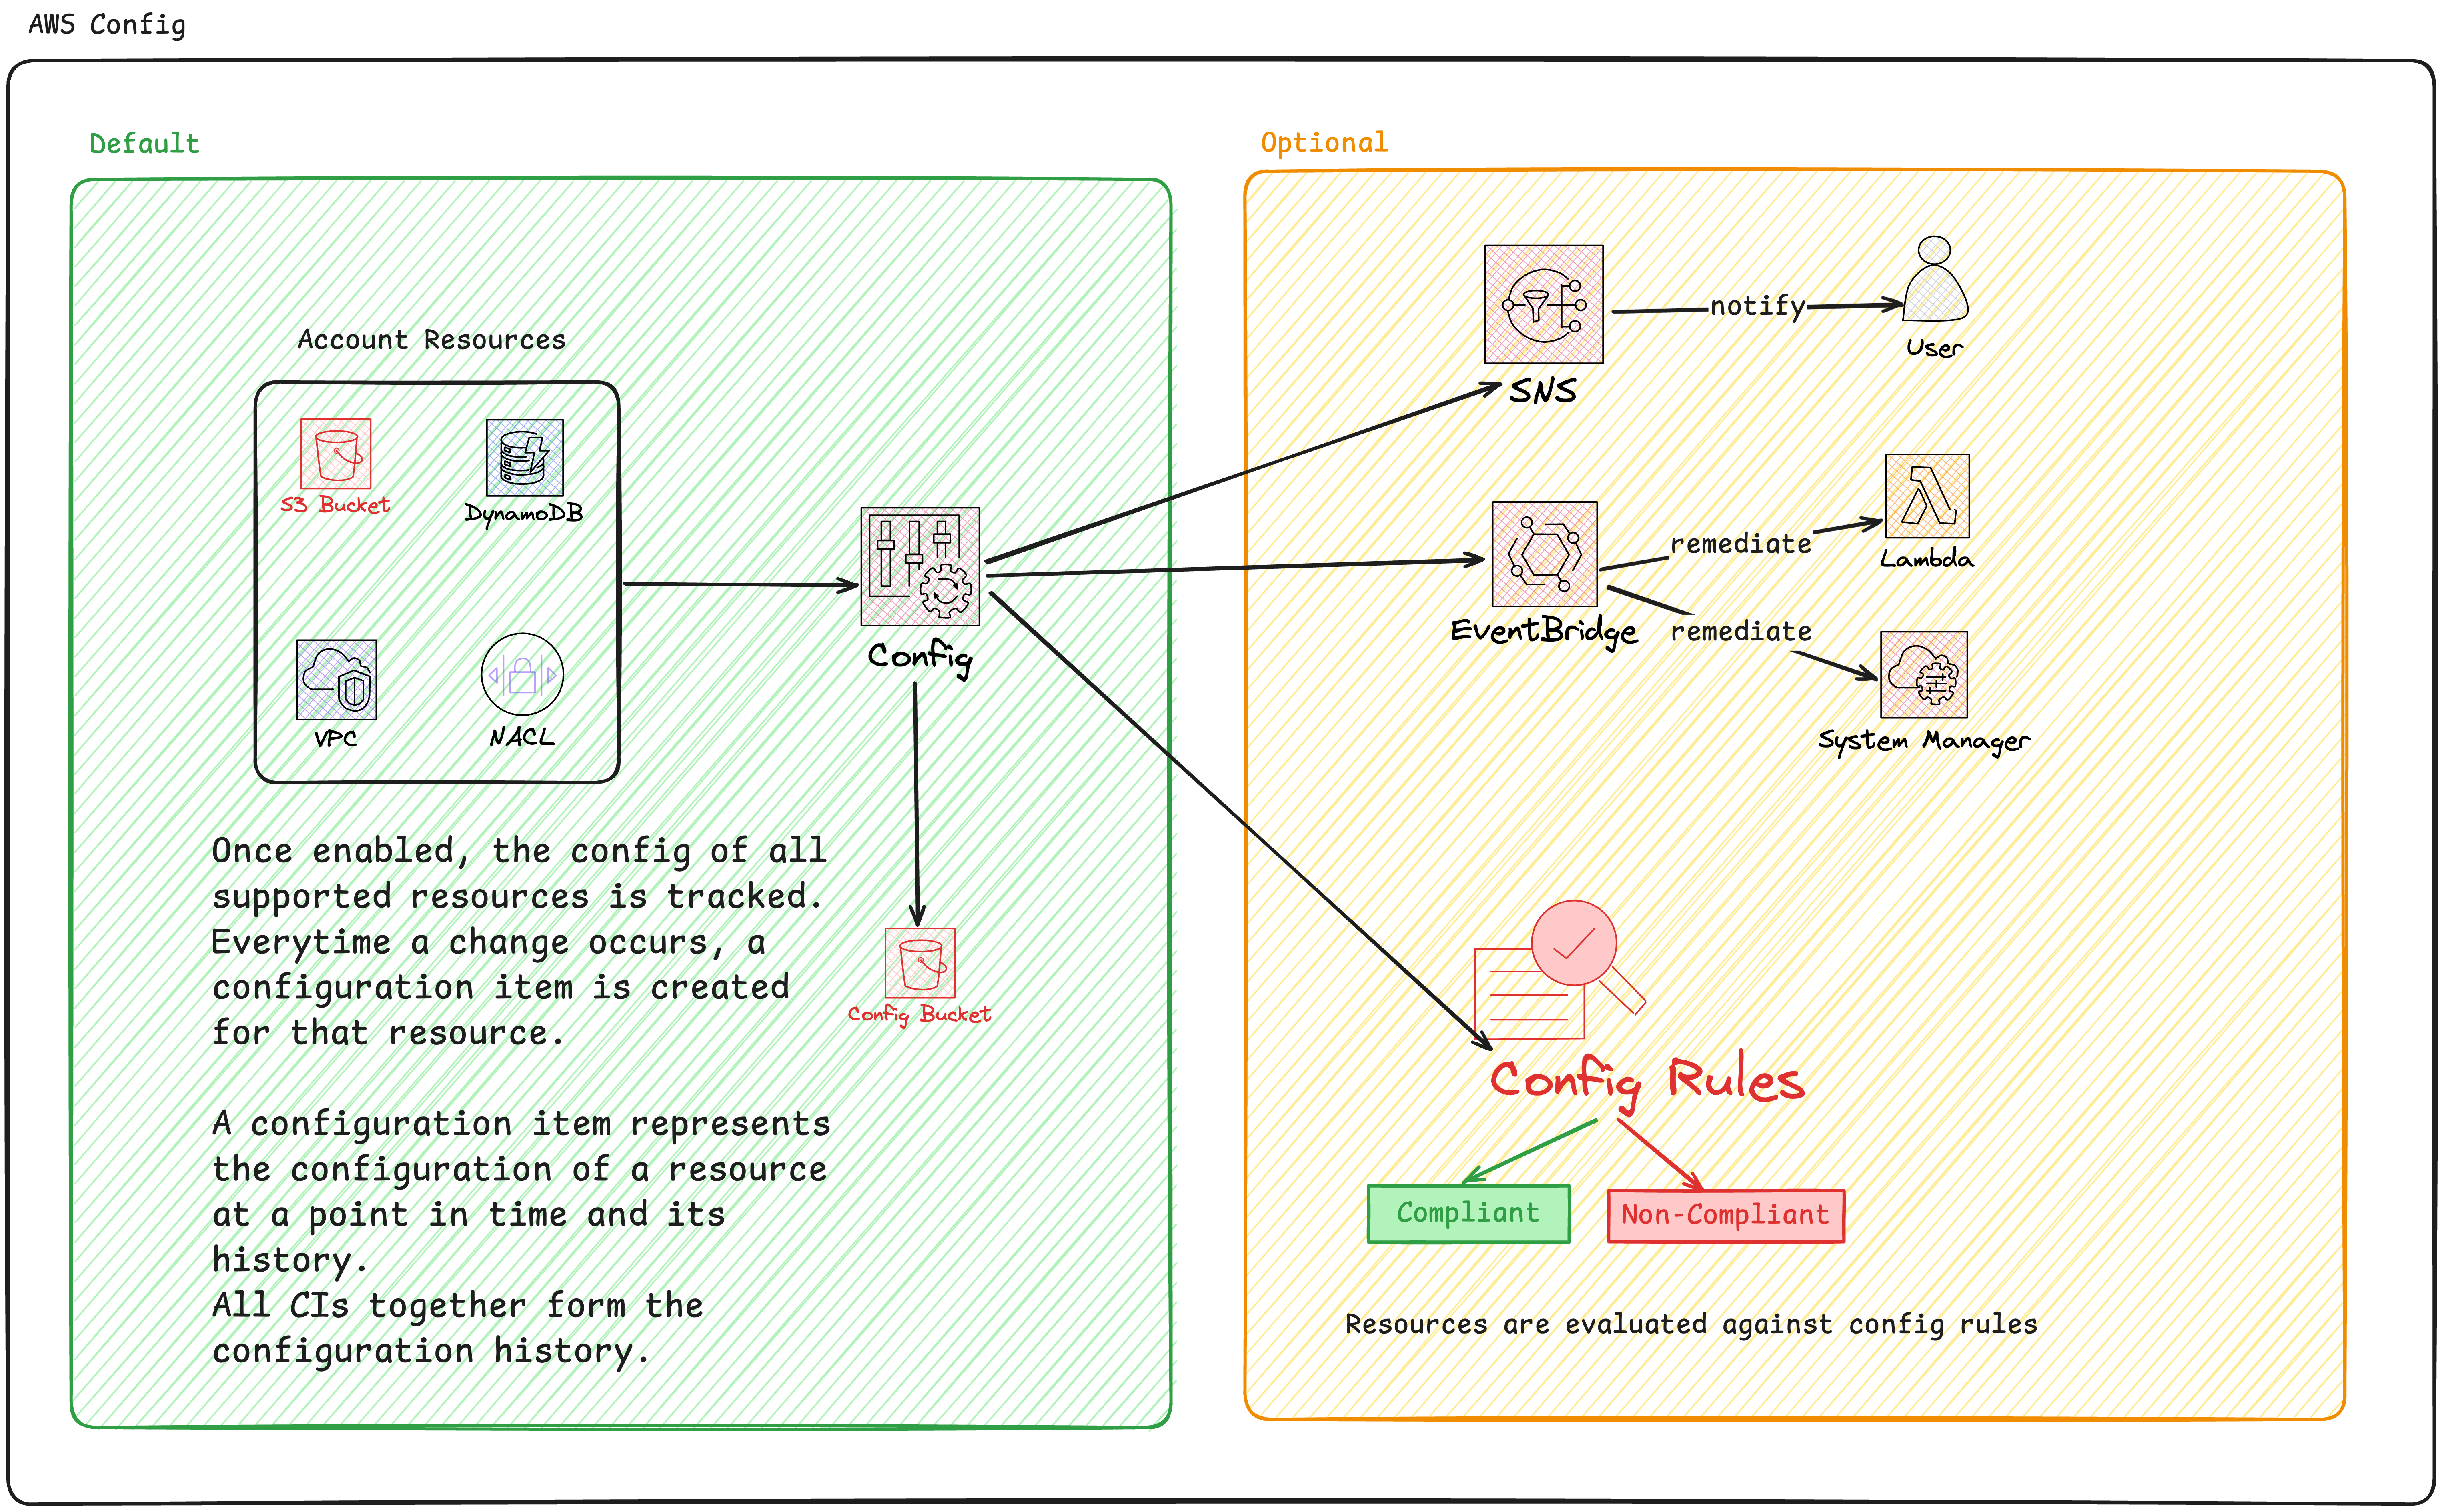 AWS Config
Default
Account Resources
S3 Bucket
DynamoDB
VPC
NACL
Config
Config Bucket
Once enabled, the config of all
supported resources is tracked.
Everytime a change occurs, a
configuration item is created
for that resource.
A configuration item represents
the configuration of a resource
at a point in time and its
history.
All CIs together form the
configuration history.
Optional
SNS
notify
User
EventBridge
remediate
Lambda
remediate
System Manager
Config Rules
Compliant
Non-Compliant
Resources are evaluated against config rules